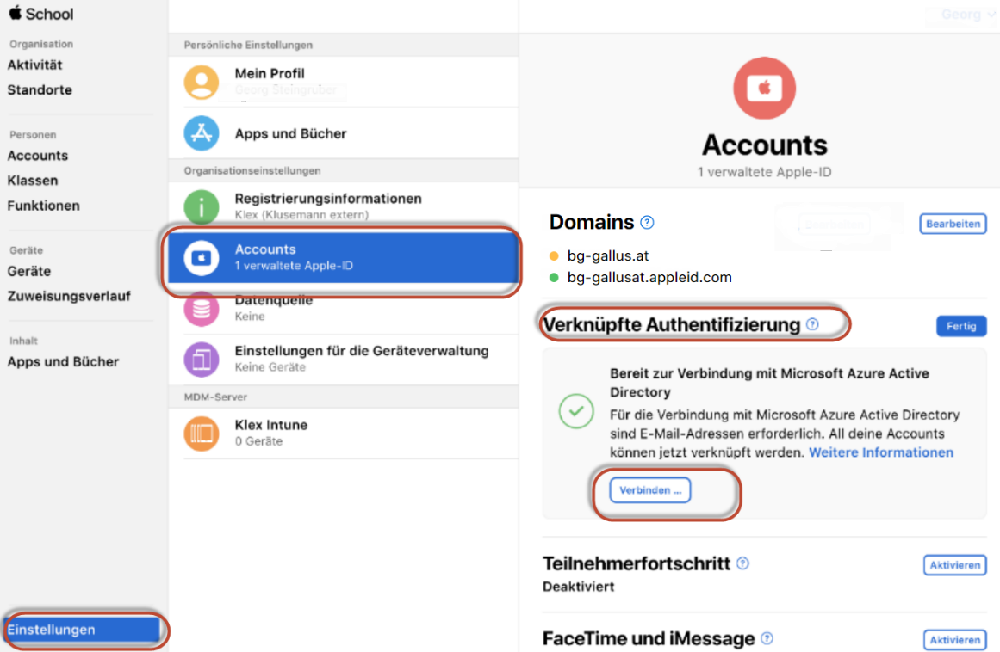 School
Organisation
Aktivität
Standorte
Personen
Accounts
Klassen
Funktionen
Geräte
Geräte
Zuweisungsverlauf
Inhalt
Apps und Bücher
Einstellungen
Persönliche Einstellungen
Mein Profil
Georg Steingruber
Apps und Bücher
Organisationseinstellungen
Registrierungsinformationen
Klex (Klusemann extern)
Accounts
1 verwaltete Apple-ID
Datenquelle
Keine
Einstellungen für die Geräteverwaltung
Keine Geräte
MDM-Server
Klex Intune
0 Geräte
Georg
Accounts
1 verwaltete Apple-ID
Domains
Bearbeiten
bg-gallus.at
bg-gallusat.appleid.com
Verknüpfte Authentifizierung
Fertig
Bereit zur Verbindung mit Microsoft Azure Active
Directory
Für die Verbindung mit Microsoft Azure Active Directory
sind E-Mail-Adressen erforderlich. All deine Accounts
können jetzt verknüpft werden. Weitere Informationen
Verbinden ...
Teilnehmerfortschritt
Aktivieren
Deaktiviert
FaceTime und iMessage
Aktivieren